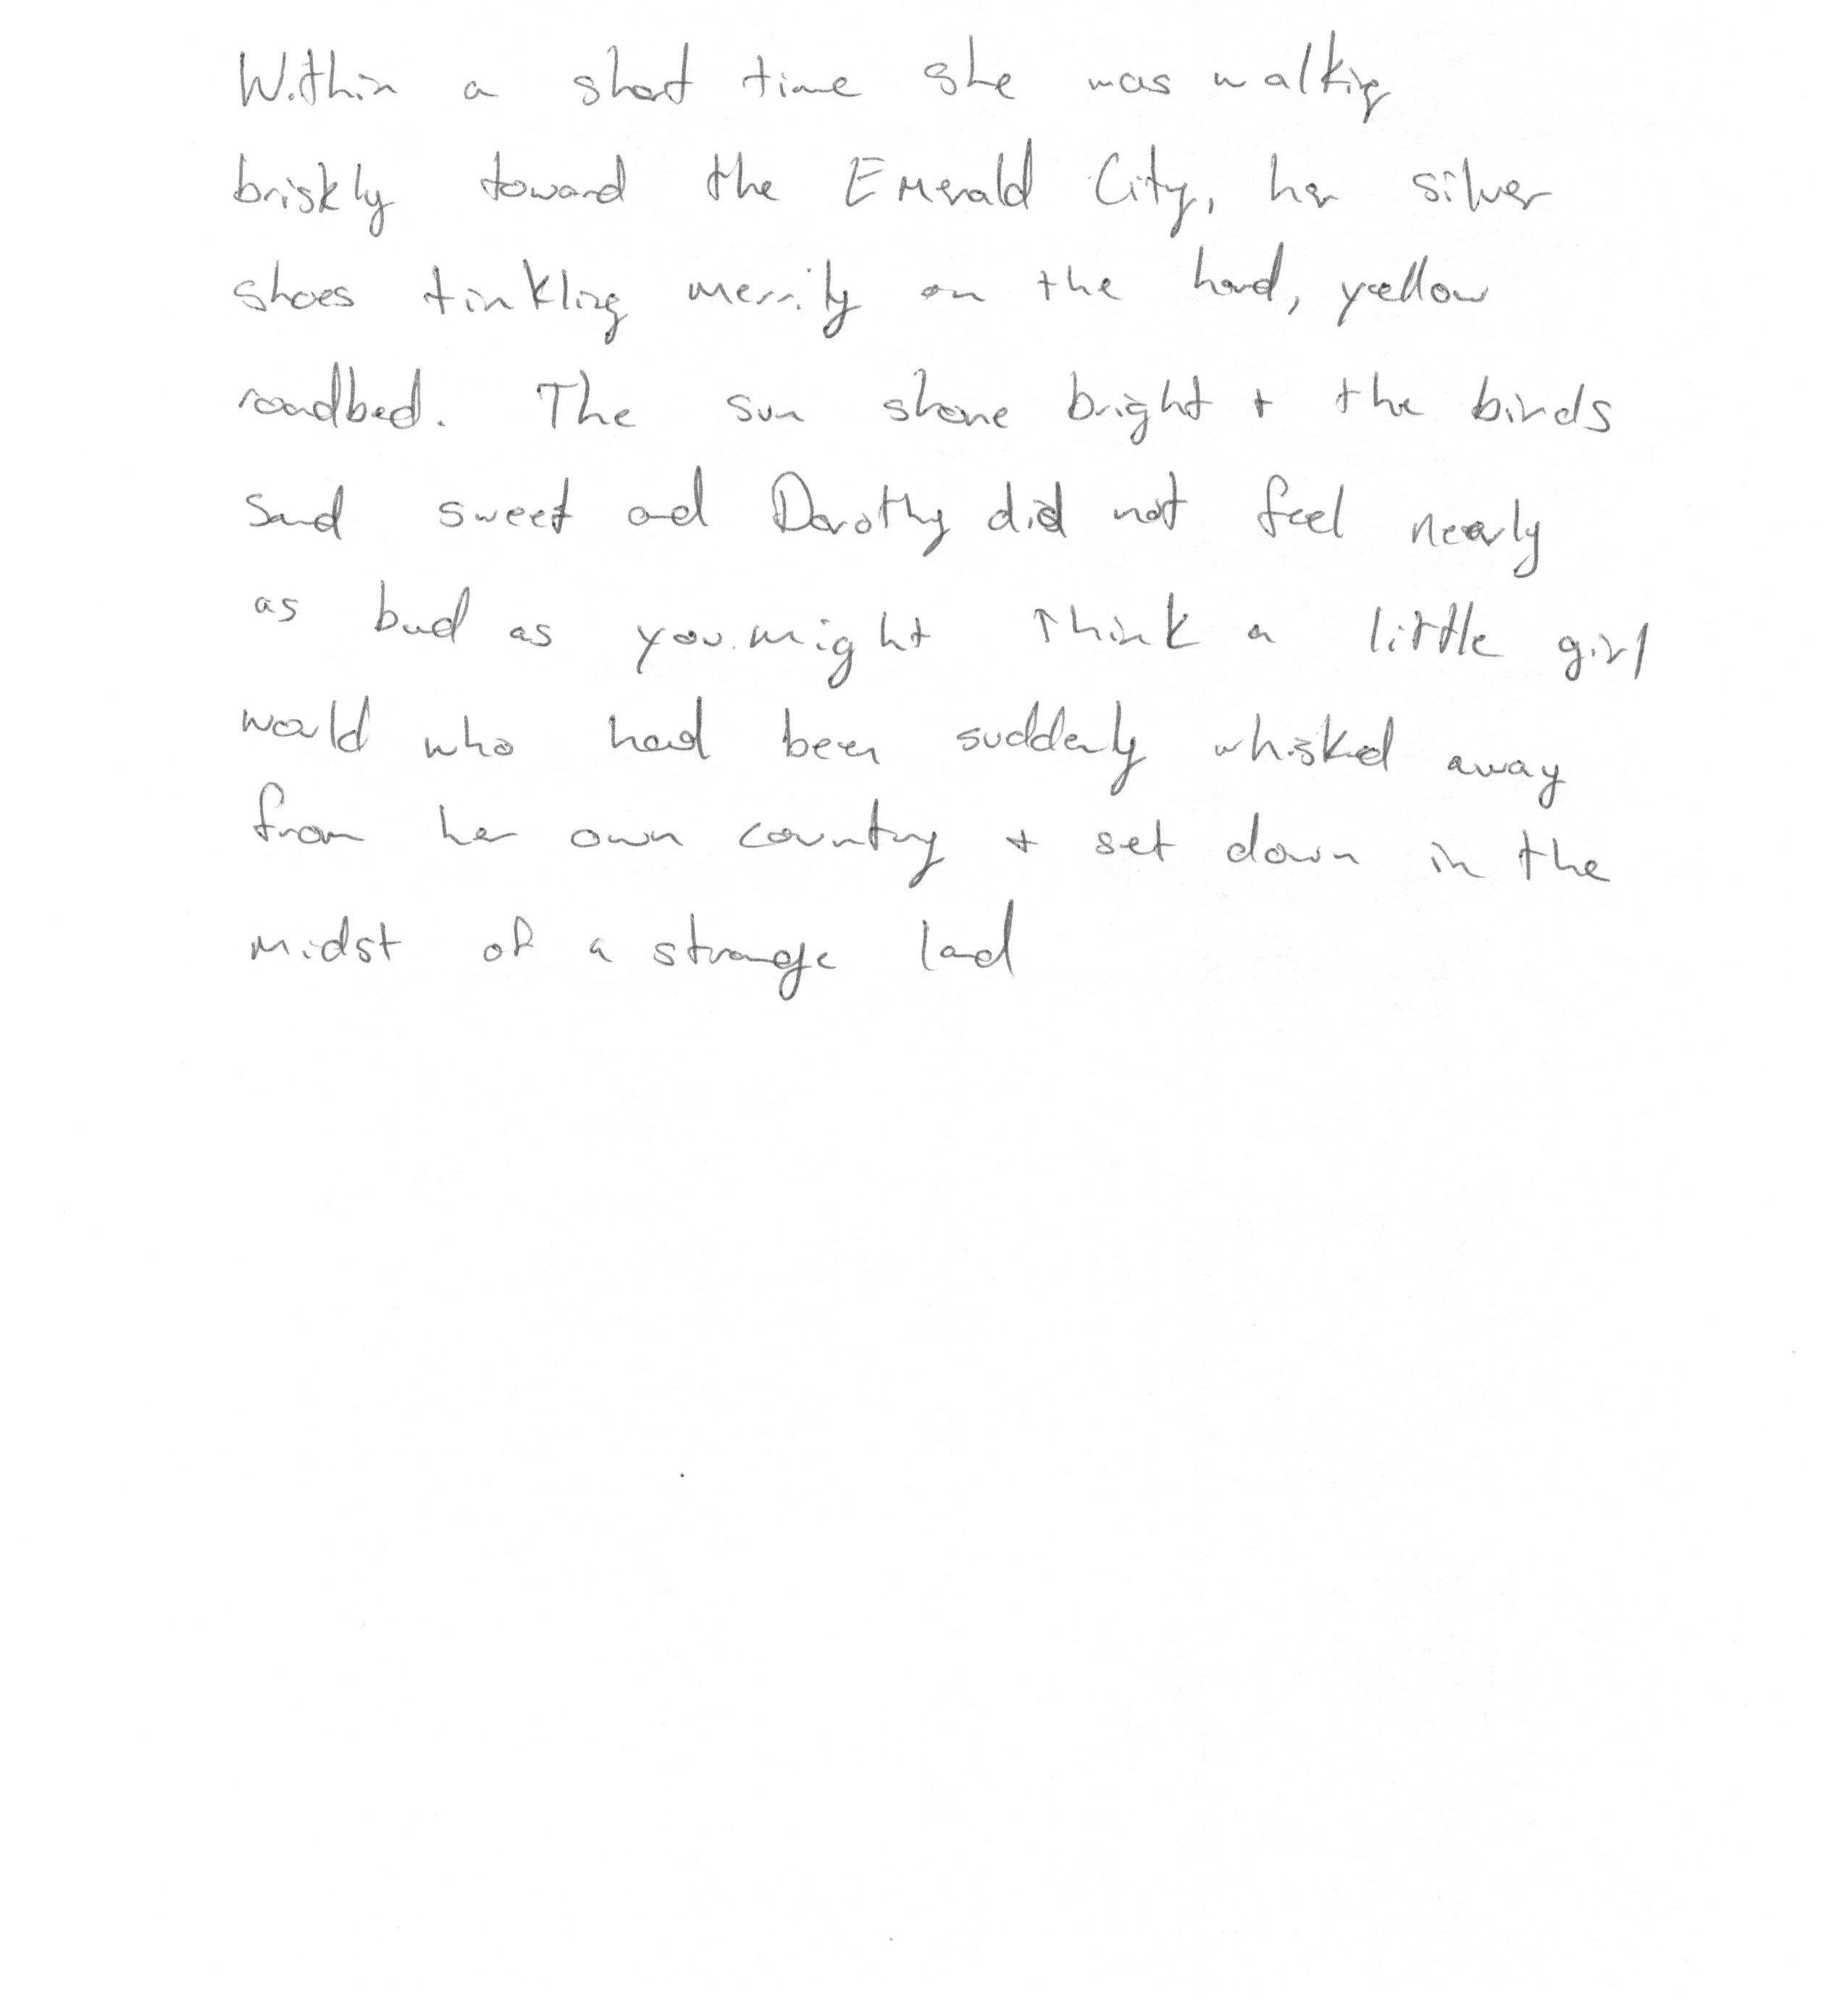 Within a short time she was walking
briskly toward the Emerald City, her silver
shoes tinkling merrily on the hard, yellow
roadbed. The sun shone bright + the birds
sand sweet and Dorothy did not feel nearly
as bad as you might think a little girl
would who had been suddenly whisked away
from her own country + set down in the
midst of a strange land